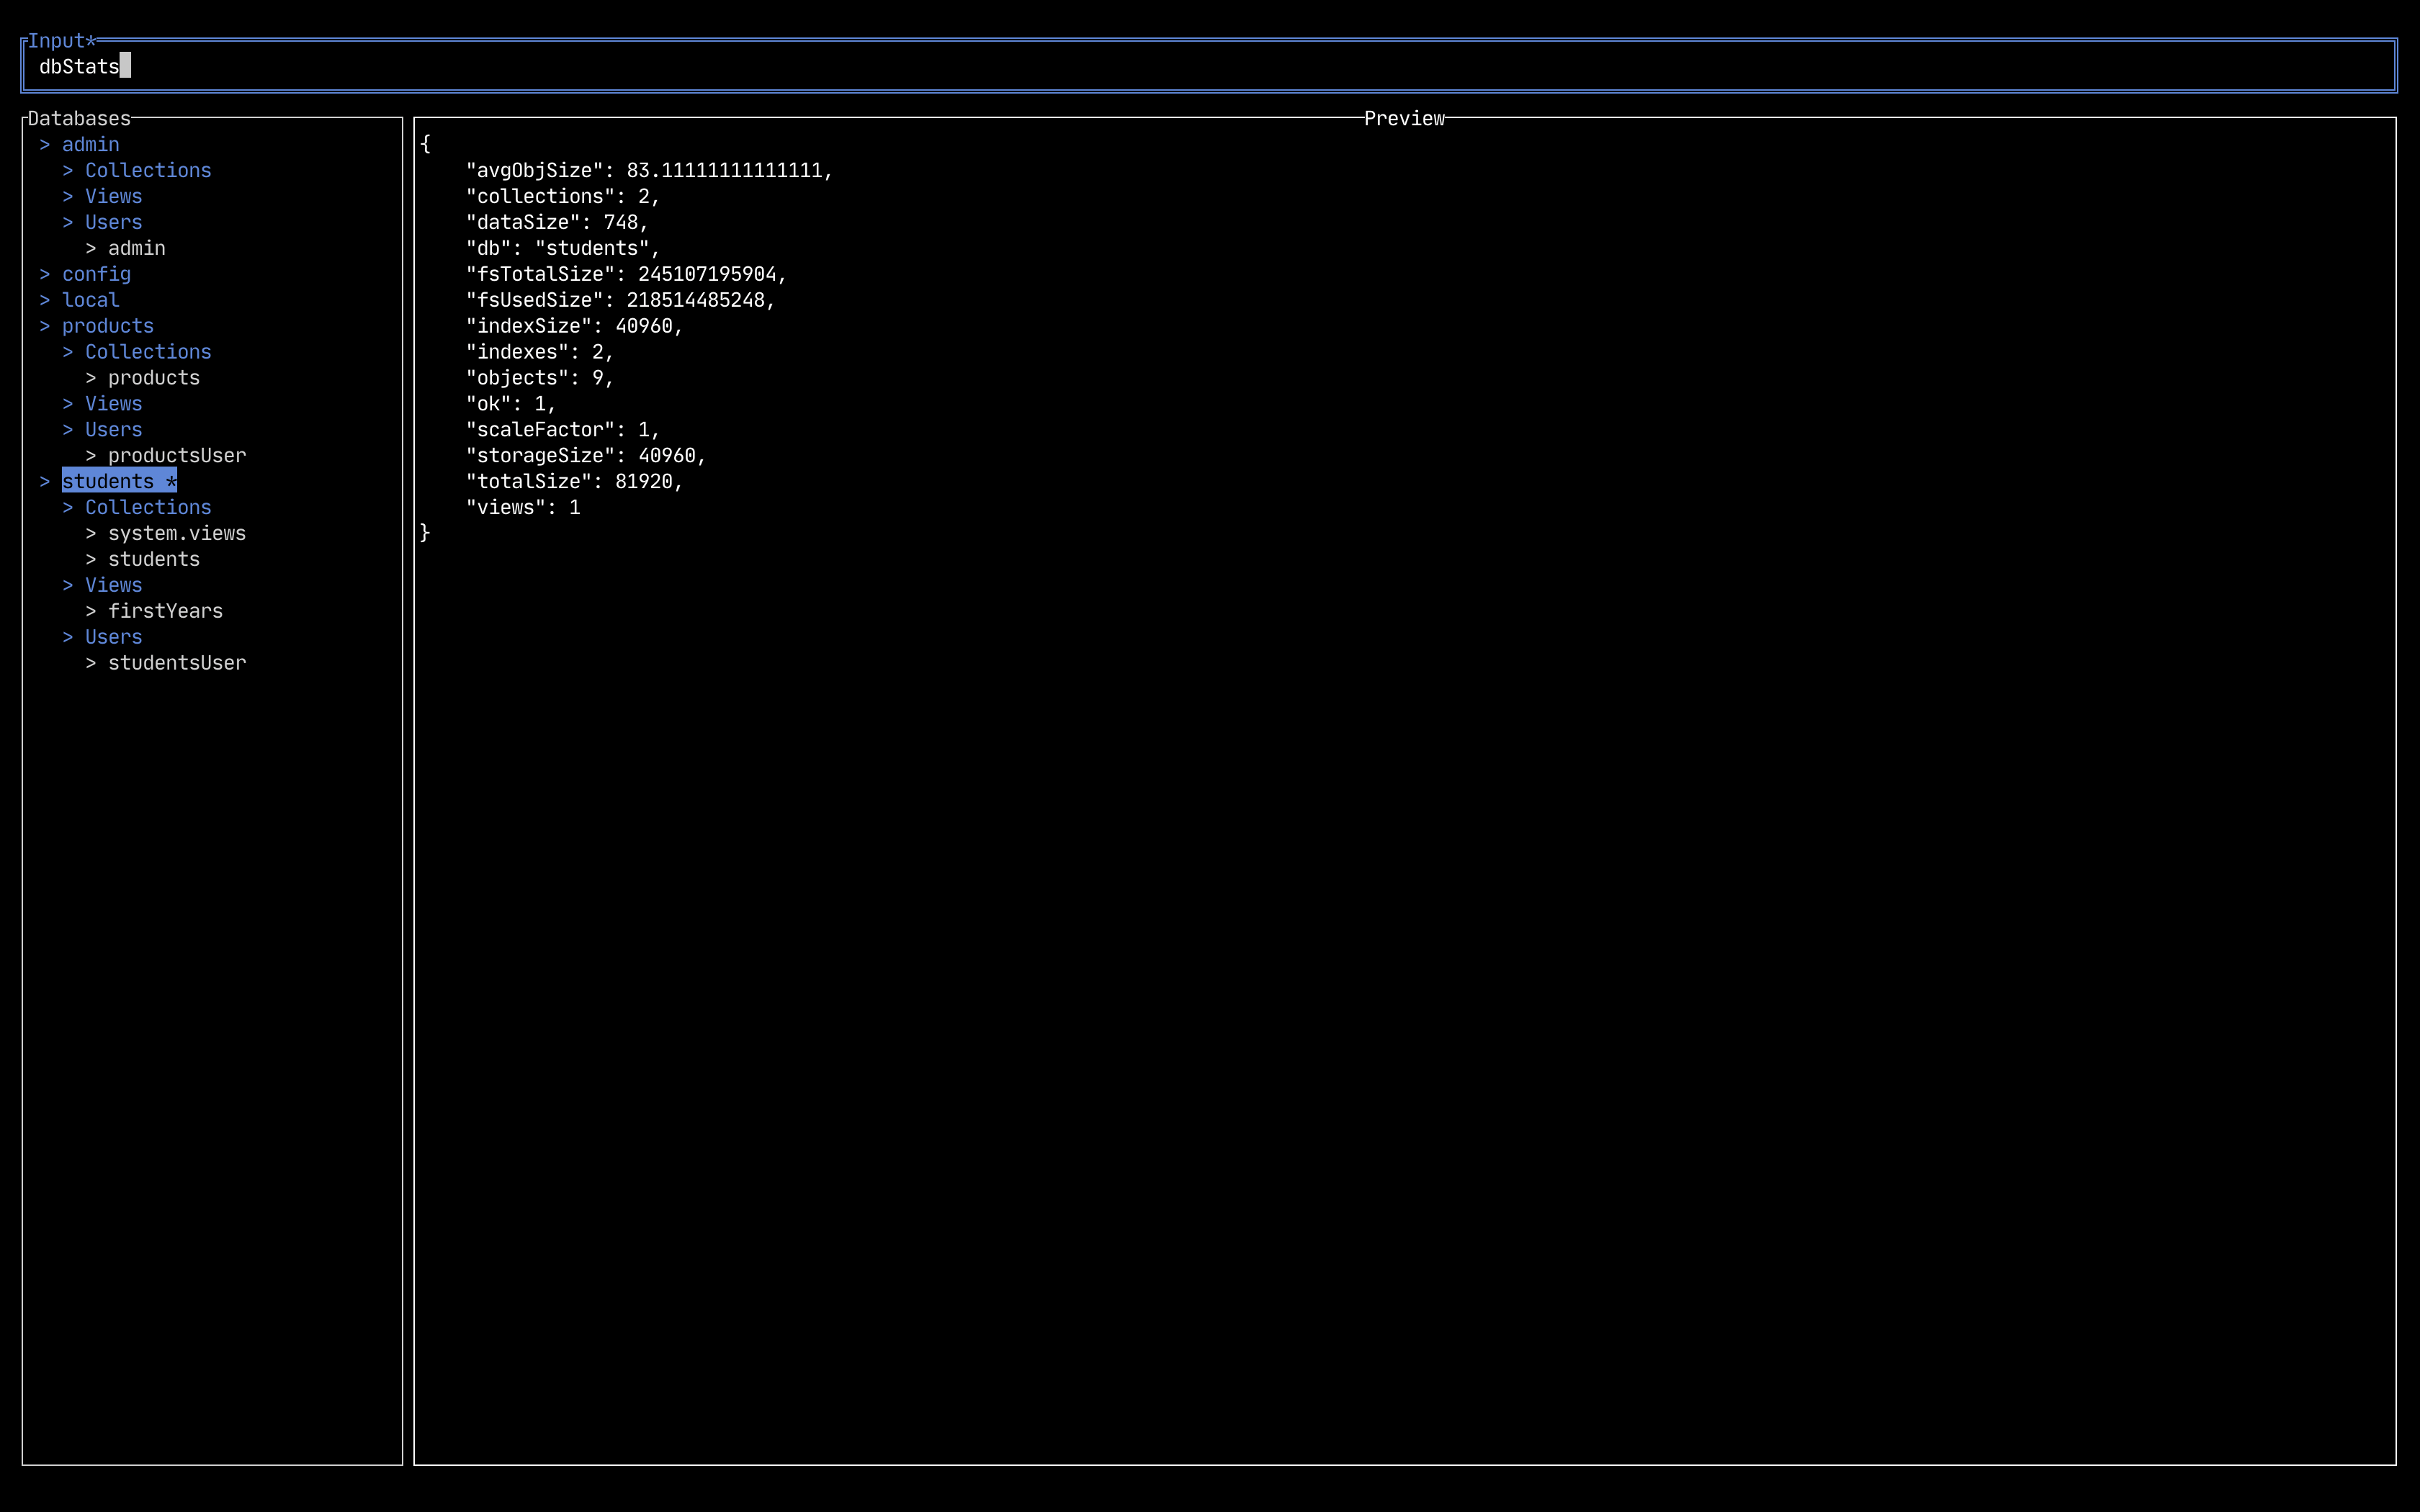 Input*
dbStats
Databases
> admin
> Collections
> Views
> Users
> admin
> config
> local
> products
> Collections
> products
> Views
> Users
> productsUser
> students *
> Collections
> system.views
> students
> Views
> firstYears
> Users
> studentsUser
Preview
{
"avgObjSize": 83.11111111111111,
"collections": 2,
"dataSize": 748,
"db": "students",
"fsTotalSize": 245107195904,
"fsUsedSize": 218514485248,
"indexSize": 40960,
"indexes": 2,
"objects": 9,
"ok": 1,
"scaleFactor": 1,
"storageSize": 40960,
"totalSize": 81920,
"views": 1
}